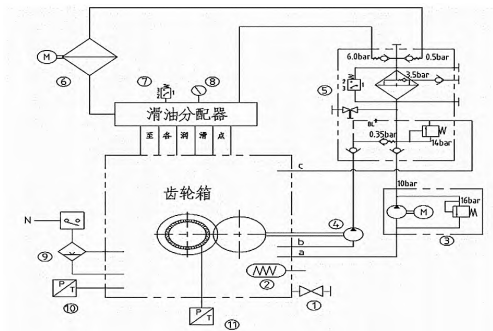 6.0bar
0.5bar
M
⑥
⑦
⑧
3.5bar
⑤
滑油分配器
至各润滑点
DL
0.35bar
14bar
c
齿轮箱
10bar
N
④
16bar
M
③
b
a
⑨
②
P
T
⑩
①
P
T
⑪